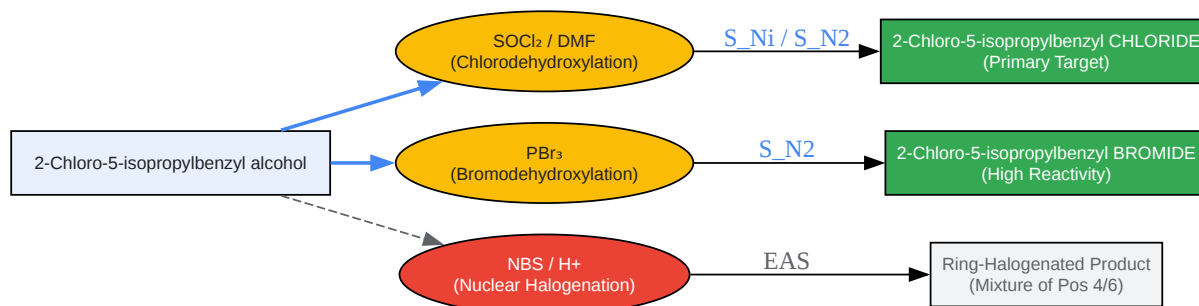 SOCl₂ / DMF
(Chlorodehydroxylation)
S_Ni / S_N2
2-Chloro-5-isopropylbenzyl CHLORIDE
(Primary Target)
2-Chloro-5-isopropylbenzyl alcohol
PBr₃
(Bromodehydroxylation)
S_N2
2-Chloro-5-isopropylbenzyl BROMIDE
(High Reactivity)
NBS / H+
(Nuclear Halogenation)
EAS
Ring-Halogenated Product
(Mixture of Pos 4/6)